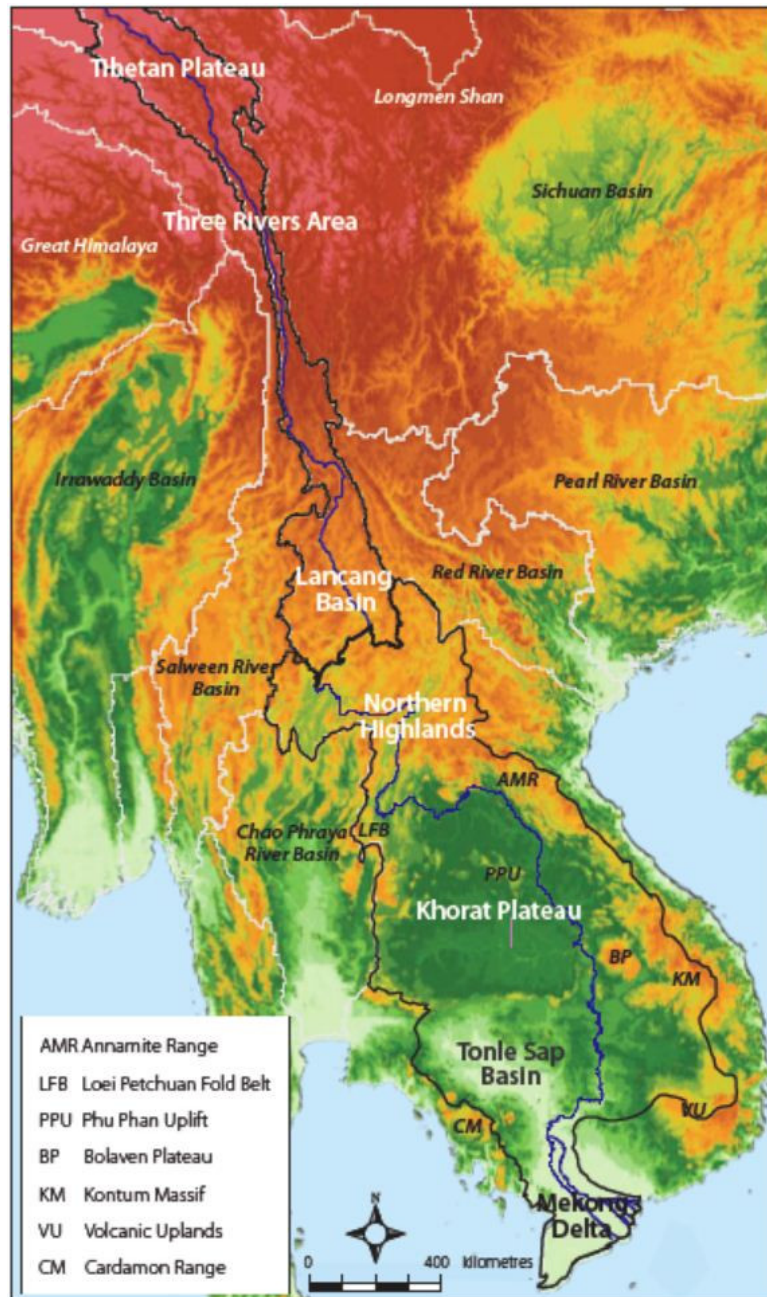 Tibetan Plateau
Longmen Shan
Sichuan Basin
Three Rivers Area
Great Himalaya
Irrawaddy Basin
Pearl River Basin
Red River Basin
Lancang
Basin
Salween River
Basin
Northern
Highlands
AMR
Chao Phraya
River Basin
LFB
PPU
Khorat Plateau
BP
KM
Tonle Sap
Basin
VU
CM
Mekong
Delta
AMR Annamite Range
LFB Loei Petchuan Fold Belt
PPU Phu Phan Uplift
BP Bolaven Plateau
KM Kontum Massif
VU Volcanic Uplands
CM Cardamon Range
N
0 400 kilometres